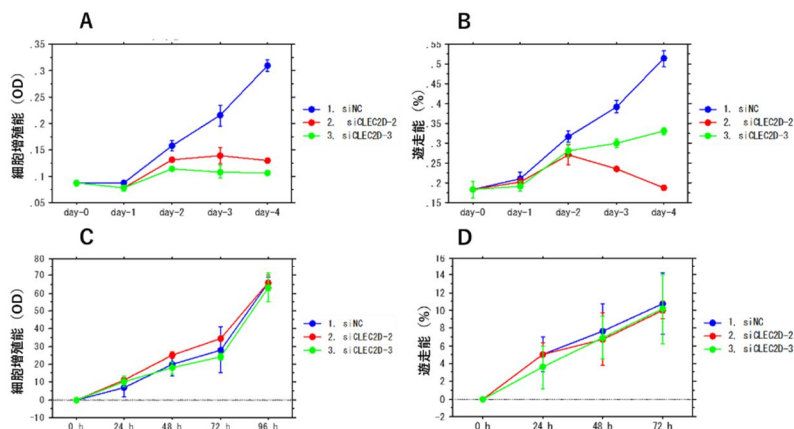 A
細胞増殖能 (OD)
.35
.3
.25
.2
.15
.1
.05
day-0 day-1 day-2 day-3 day-4
1. siNC
2. siCLEC2D-2
3. siCLEC2D-3
B
遊走能 (%)
.55
.5
.45
.4
.35
.3
.25
.2
.15
day-0 day-1 day-2 day-3 day-4
1. siNC
2. siCLEC2D-2
3. siCLEC2D-3
C
細胞増殖能 (OD)
80
70
60
50
40
30
20
10
0
-10
0 h 24 h 48 h 72 h 96 h
1. siNC
2. siCLEC2D-2
3. siCLEC2D-3
D
遊走能 (%)
16
14
12
10
8
6
4
2
0
-2
0 h 24 h 48 h 72 h
1. siNC
2. siCLEC2D-2
3. siCLEC2D-3